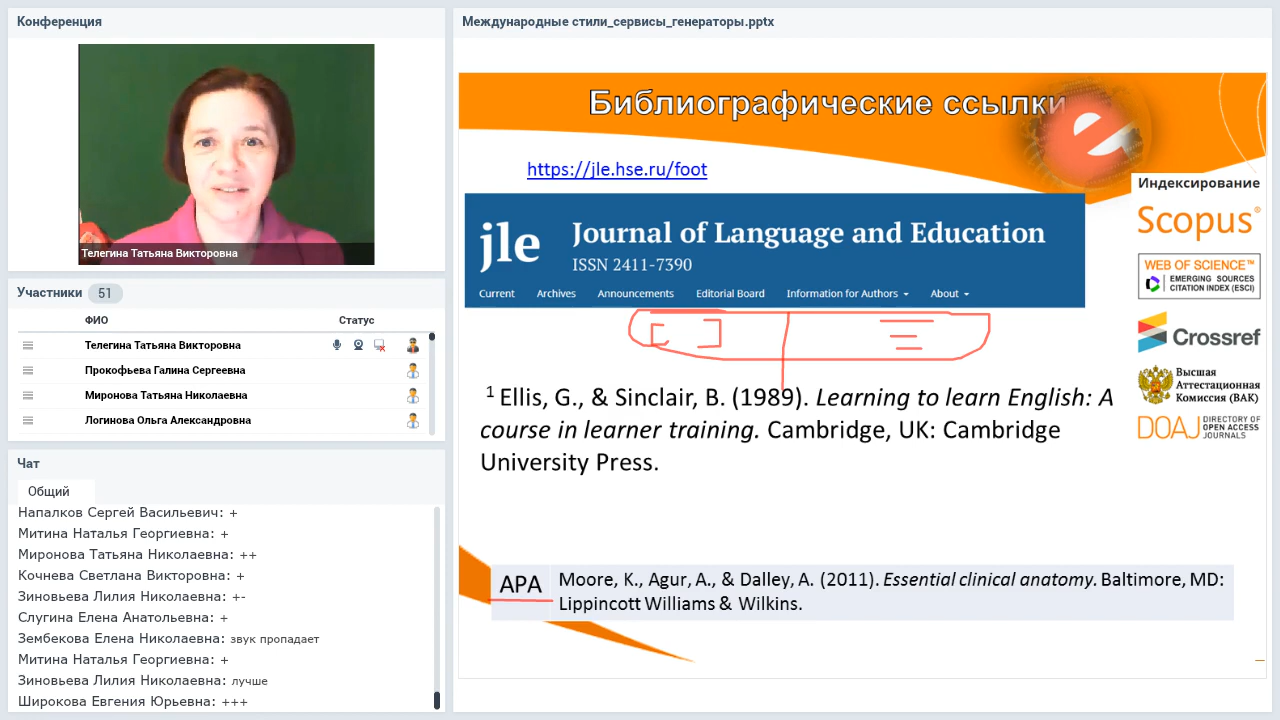 Конференция
Телегина Татьяна Викторовна
Участники 51
ФИО Статус
Телегина Татьяна Викторовна
Прокофьева Галина Сергеевна
Миронова Татьяна Николаевна
Логинова Ольга Александровна
Чат
Общий
Напалков Сергей Васильевич: +
Митина Наталья Георгиевна: +
Миронова Татьяна Николаевна: ++
Кочнева Светлана Викторовна: +
Зиновьева Лилия Николаевна: +-
Слугина Елена Анатольевна: +
Зембекова Елена Николаевна: звук пропадает
Митина Наталья Георгиевна: +
Зиновьева Лилия Николаевна: лучше
Широкова Евгения Юрьевна: +++
Международные стили_сервисы_генераторы.pptx
Библиографические ссылки
https://jle.hse.ru/foot
jle
Journal of Language and Education
ISSN 2411-7390
Current Archives Announcements Editorial Board Information for Authors About
Индексирование
Scopus®
WEB OF SCIENCE™
EMERGING SOURCES
CITATION INDEX (ESCI)
Crossref
Высшая
Аттестационная
Комиссия (ВАК)
DOAJ DIRECTORY OF
OPEN ACCESS
JOURNALS
¹ Ellis, G., & Sinclair, B. (1989). Learning to learn English: A
course in learner training. Cambridge, UK: Cambridge
University Press.
APA
Moore, K., Agur, A., & Dalley, A. (2011). Essential clinical anatomy. Baltimore, MD:
Lippincott Williams & Wilkins.